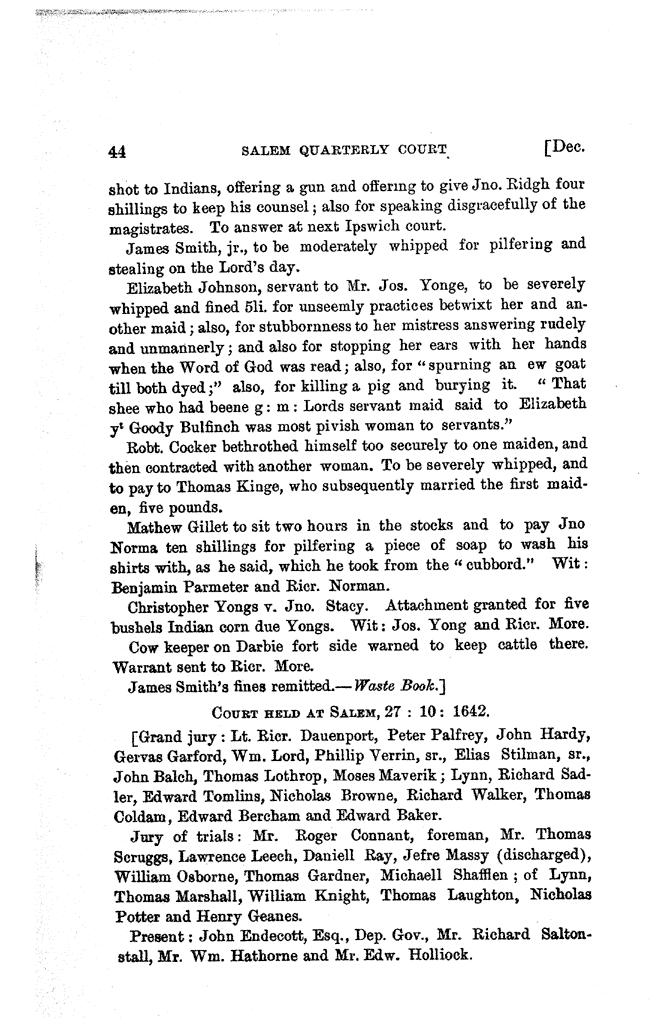 44 SALEM QUARTERLY COURT [Dec.
shot to Indians, offering a gun and offering to give Jno. Ridgh four
shillings to keep his counsel; also for speaking disgracefully of the
magistrates. To answer at next Ipswich court.
James Smith, jr., to be moderately whipped for pilfering and
stealing on the Lord's day.
Elizabeth Johnson, servant to Mr. Jos. Yonge, to be severely
whipped and fined 5li. for unseemly practices betwixt her and an-
other maid; also, for stubbornness to her mistress answering rudely
and unmannerly; and also for stopping her ears with her hands
when the Word of God was read; also, for "spurning an ew goat
till both dyed;" also, for killing a pig and burying it. "That
shee who had beene g: m: Lords servant maid said to Elizabeth
yᵗ Goody Bulfinch was most pivish woman to servants."
Robt. Cocker bethrothed himself too securely to one maiden, and
then contracted with another woman. To be severely whipped, and
to pay to Thomas Kinge, who subsequently married the first maid-
en, five pounds.
Mathew Gillet to sit two hours in the stocks and to pay Jno
Norma ten shillings for pilfering a piece of soap to wash his
shirts with, as he said, which he took from the "cubbord." Wit:
Benjamin Parmeter and Ricr. Norman.
Christopher Yongs v. Jno. Stacy. Attachment granted for five
bushels Indian corn due Yongs. Wit: Jos. Yong and Ricr. More.
Cow keeper on Darbie fort side warned to keep cattle there.
Warrant sent to Ricr. More.
James Smith's fines remitted.—Waste Book.]
COURT HELD AT SALEM, 27 : 10 : 1642.
[Grand jury: Lt. Ricr. Dauenport, Peter Palfrey, John Hardy,
Gervas Garford, Wm. Lord, Phillip Verrin, sr., Elias Stilman, sr.,
John Balch, Thomas Lothrop, Moses Maverik; Lynn, Richard Sad-
ler, Edward Tomlins, Nicholas Browne, Richard Walker, Thomas
Coldam, Edward Bercham and Edward Baker.
Jury of trials: Mr. Roger Connant, foreman, Mr. Thomas
Scruggs, Lawrence Leech, Daniell Ray, Jefre Massy (discharged),
William Osborne, Thomas Gardner, Michaell Shafflen; of Lynn,
Thomas Marshall, William Knight, Thomas Laughton, Nicholas
Potter and Henry Geanes.
Present: John Endecott, Esq., Dep. Gov., Mr. Richard Salton-
stall, Mr. Wm. Hathorne and Mr. Edw. Holliock.